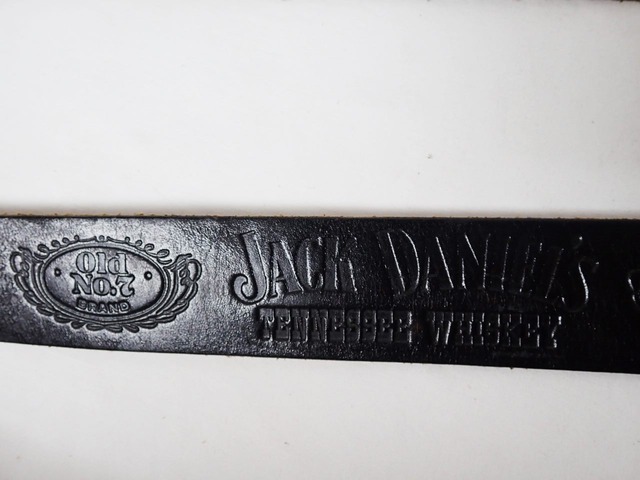 Old
NO.7
BRAND
JACK DANIEL'S
TENNESSEE WHISKEY